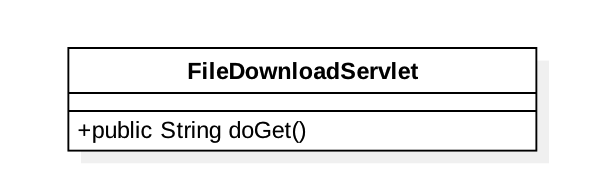 FileDownloadServlet
+public String doGet()